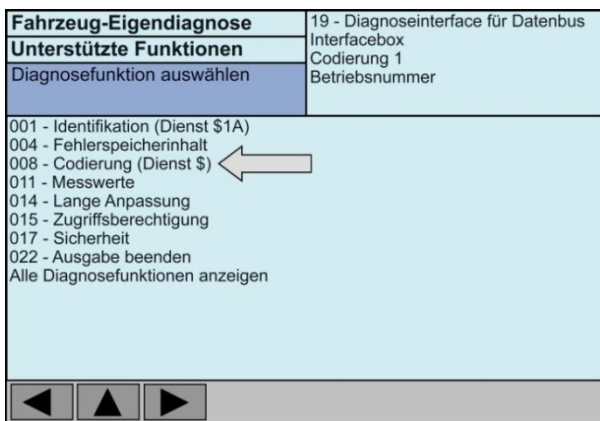 Fahrzeug-Eigendiagnose
Unterstützte Funktionen
Diagnosefunktion auswählen
19 - Diagnoseinterface für Datenbus
Interfacebox
Codierung 1
Betriebsnummer
001 - Identifikation (Dienst $1A)
004 - Fehlerspeicherinhalt
008 - Codierung (Dienst $)
011 - Messwerte
014 - Lange Anpassung
015 - Zugriffsberechtigung
017 - Sicherheit
022 - Ausgabe beenden
Alle Diagnosefunktionen anzeigen